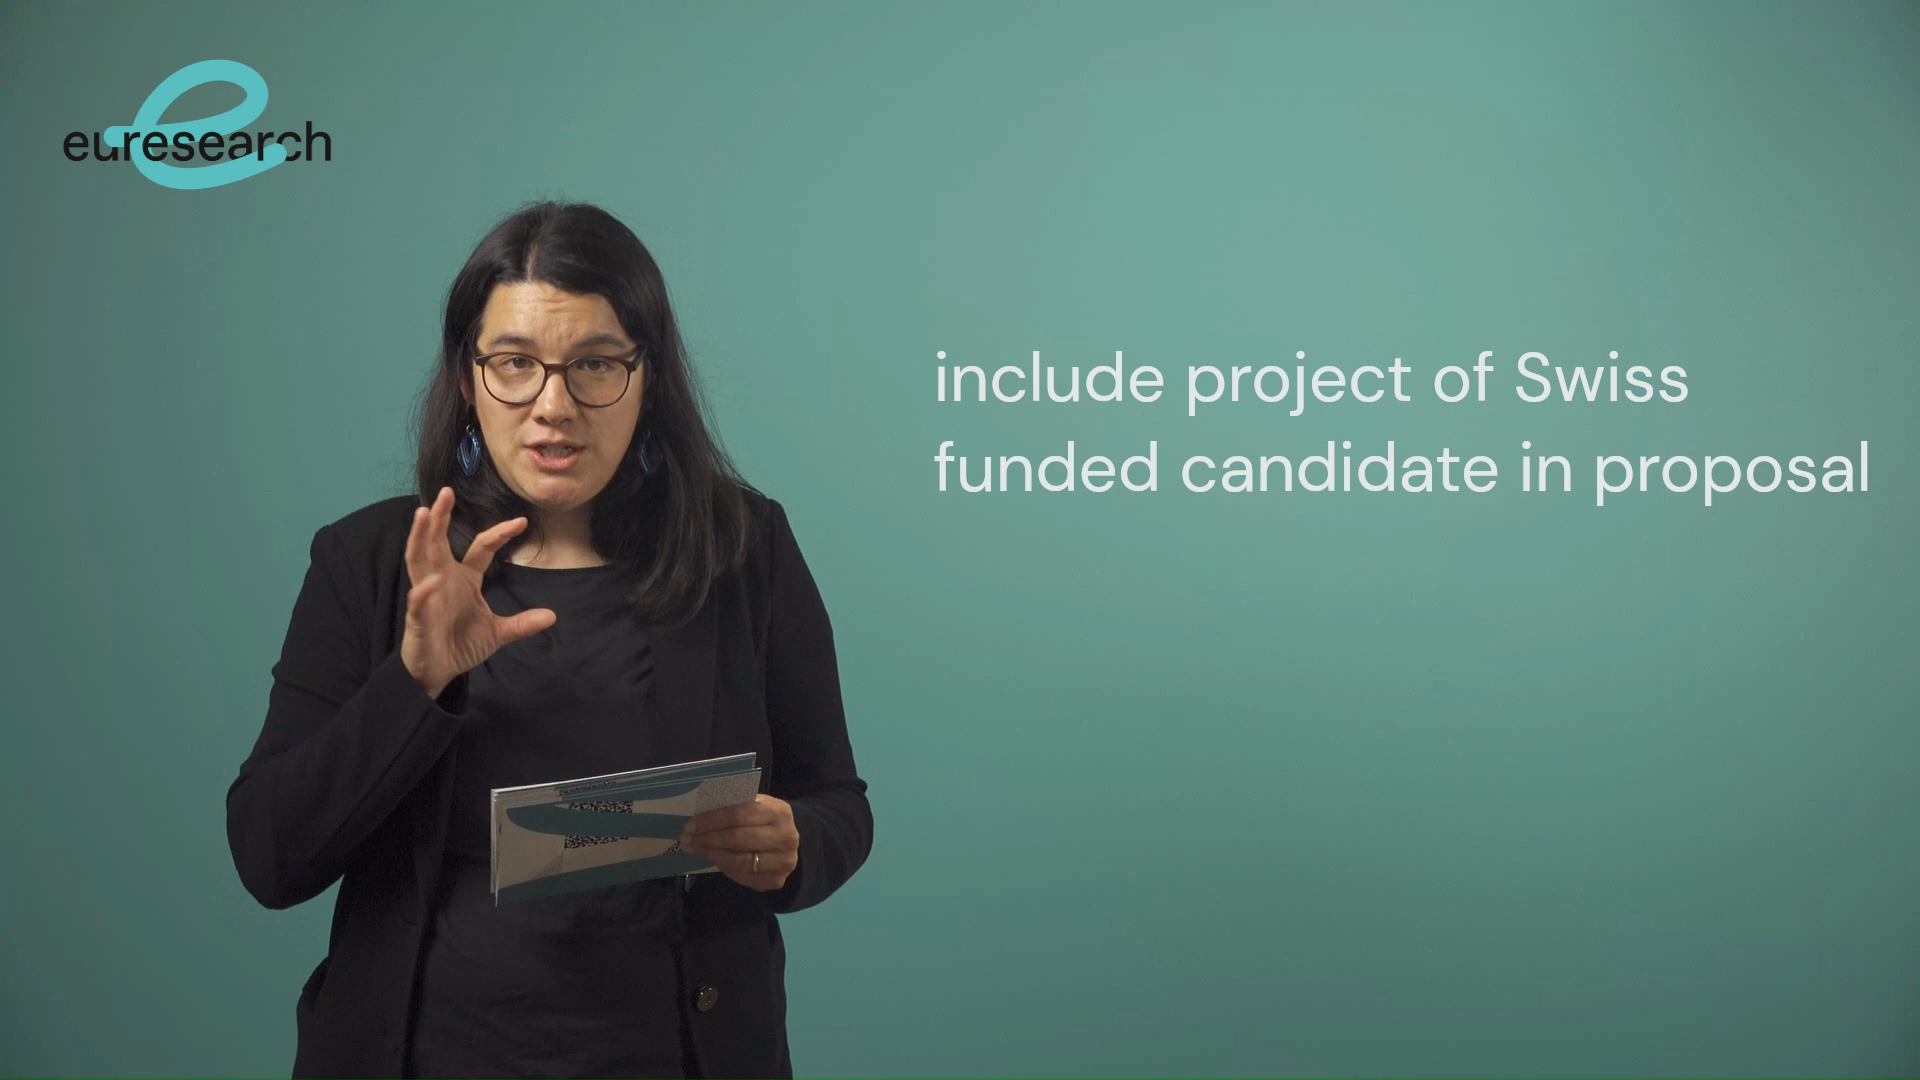 euresearch
include project of Swiss
funded candidate in proposal